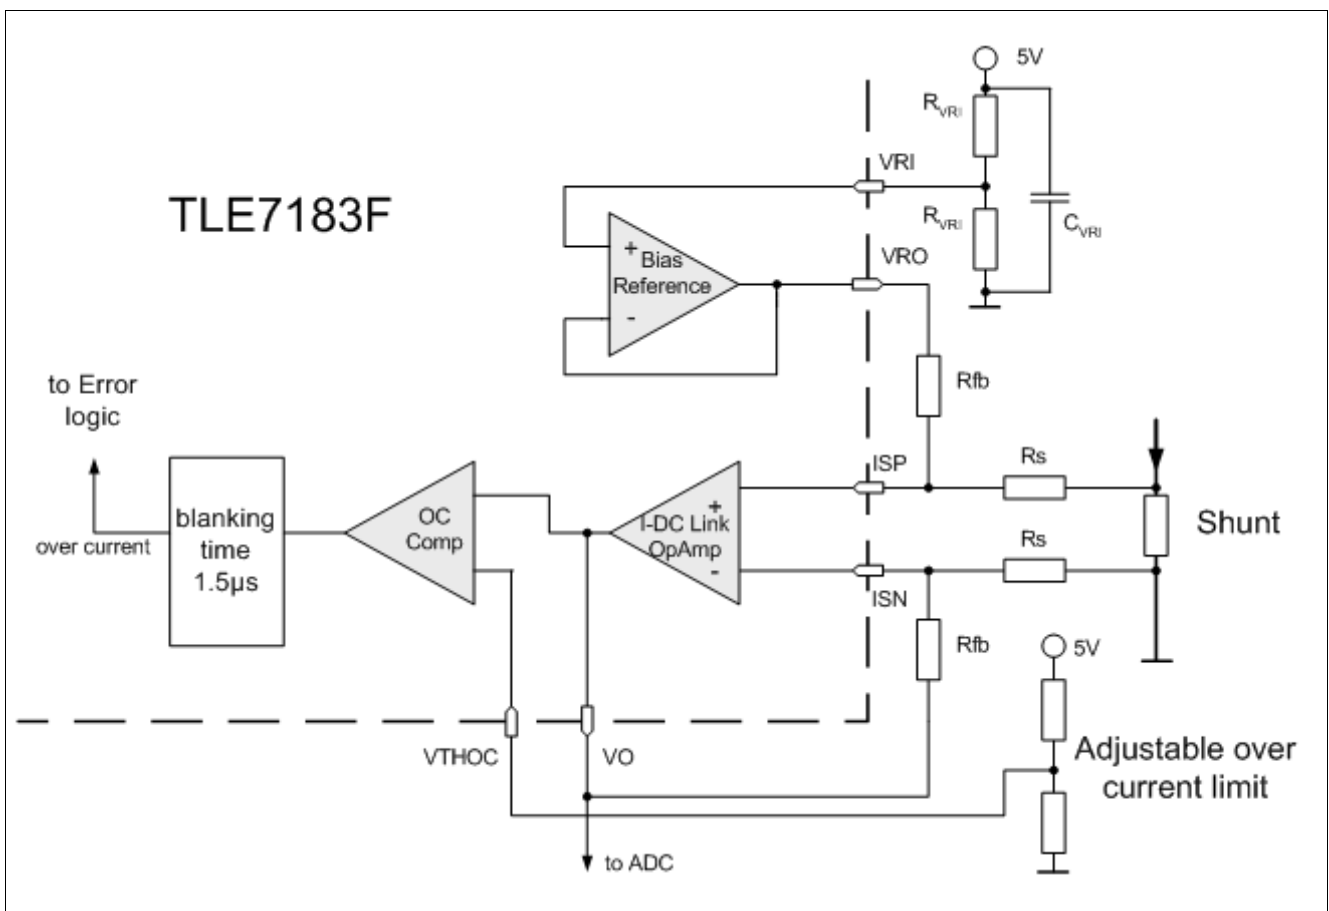 5V
R_VRI
VRI
TLE7183F
R_VRI
C_VRI
VRO
+
Bias
Reference
-
to Error
logic
Rfb
ISP
Rs
+
OC
Comp
I-DC Link
OpAmp
-
blanking
time
1.5µs
over current
Shunt
Rs
ISN
Rfb
5V
VTHOC
VO
Adjustable over
current limit
to ADC